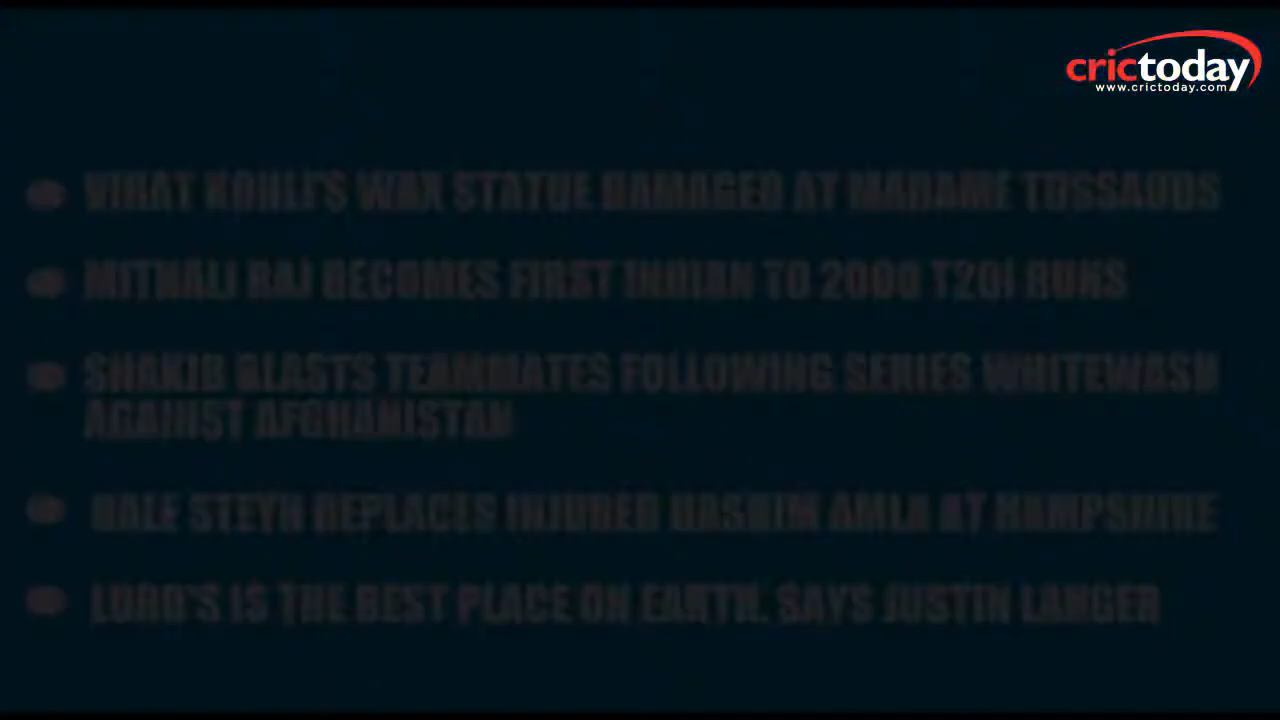 crictoday
www.crictoday.com
VIRAT KOHLI'S WAX STATUE DAMAGED AT MADAME TUSSAUDS
MITHALI RAJ BECOMES FIRST INDIAN TO 2000 T20I RUNS
SHAKIB BLASTS TEAMMATES FOLLOWING SERIES WHITEWASH
AGAINST AFGHANISTAN
DALE STEYN REPLACES INJURED HASHIM AMLA AT HAMPSHIRE
LORD'S IS THE BEST PLACE ON EARTH, SAYS JUSTIN LANGER